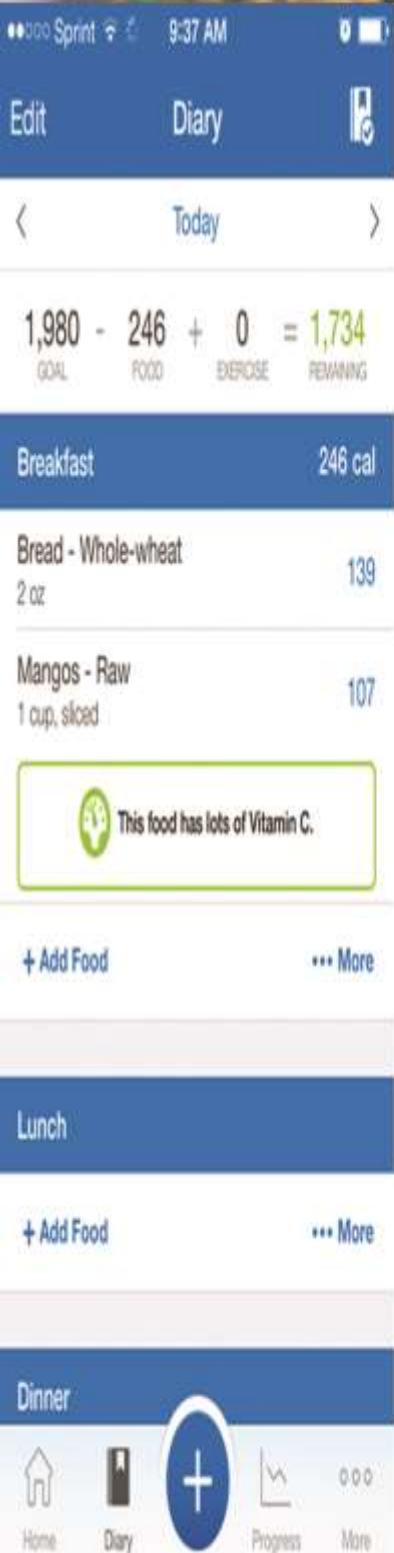 Sprint 9:37 AM
Edit Diary
Today
1,980 - 246 + 0 = 1,734
GOAL FOOD EXERCISE REMAINING
Breakfast 246 cal
Bread - Whole-wheat 139
2 oz
Mangos - Raw 107
1 cup, sliced
This food has lots of Vitamin C.
+ Add Food ••• More
Lunch
+ Add Food ••• More
Dinner
+
Home Diary Progress More